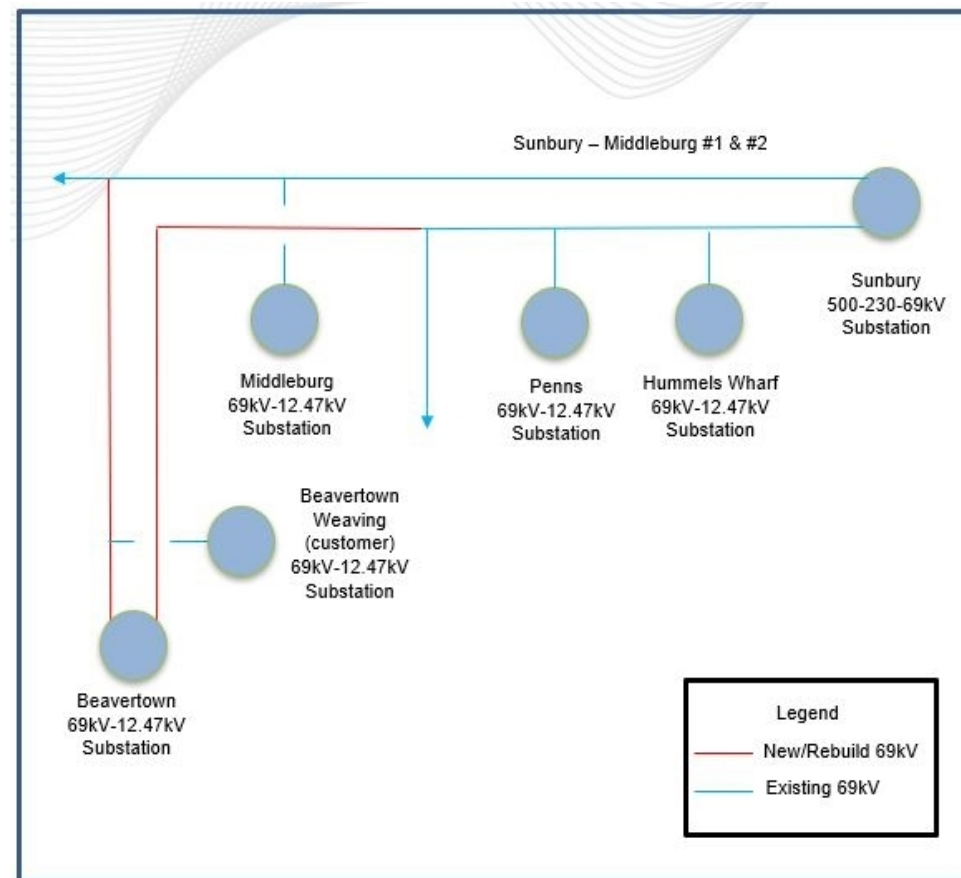 Sunbury – Middleburg #1 & #2
Sunbury
500-230-69kV
Substation
Middleburg
69kV-12.47kV
Substation
Penns
69kV-12.47kV
Substation
Hummels Wharf
69kV-12.47kV
Substation
Beavertown
Weaving
(customer)
69kV-12.47kV
Substation
Beavertown
69kV-12.47kV
Substation
Legend
New/Rebuild 69kV
Existing 69kV